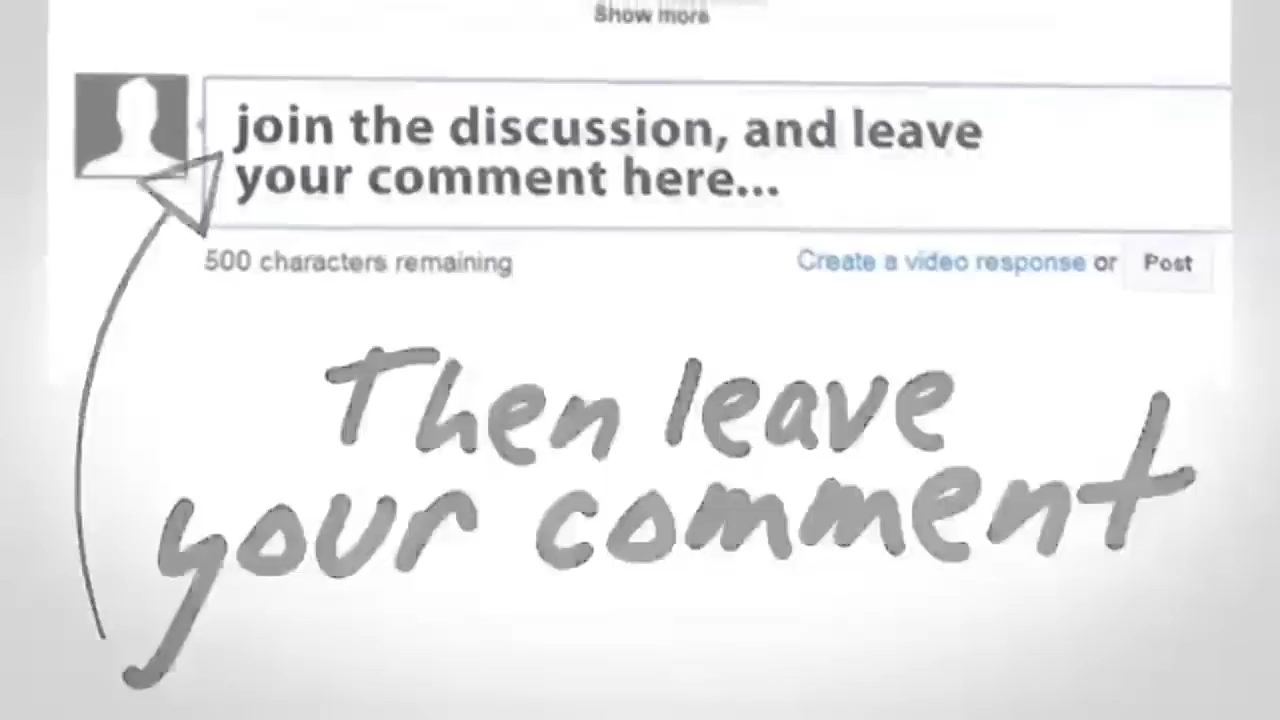 Show more
join the discussion, and leave
your comment here...
500 characters remaining
Create a video response or Post
Then leave
your comment